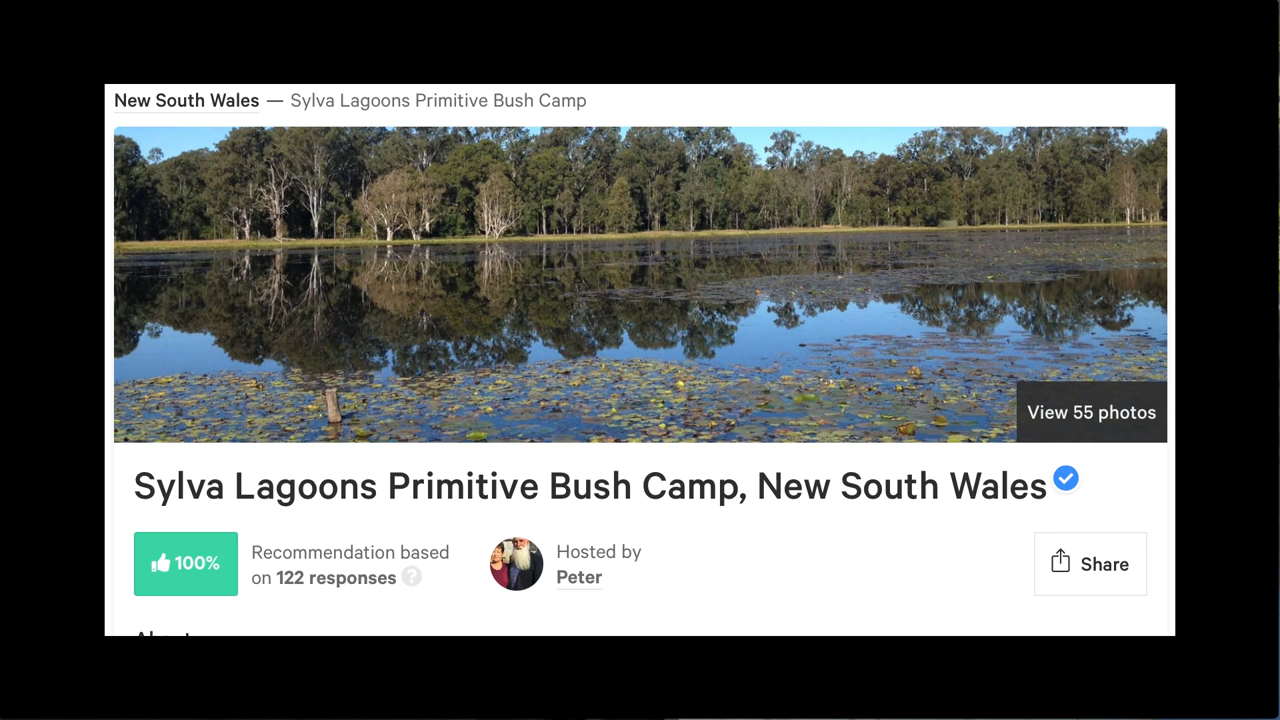 New South Wales — Sylva Lagoons Primitive Bush Camp
View 55 photos
Sylva Lagoons Primitive Bush Camp, New South Wales
100%
Recommendation based
on 122 responses ?
Hosted by
Peter
Share